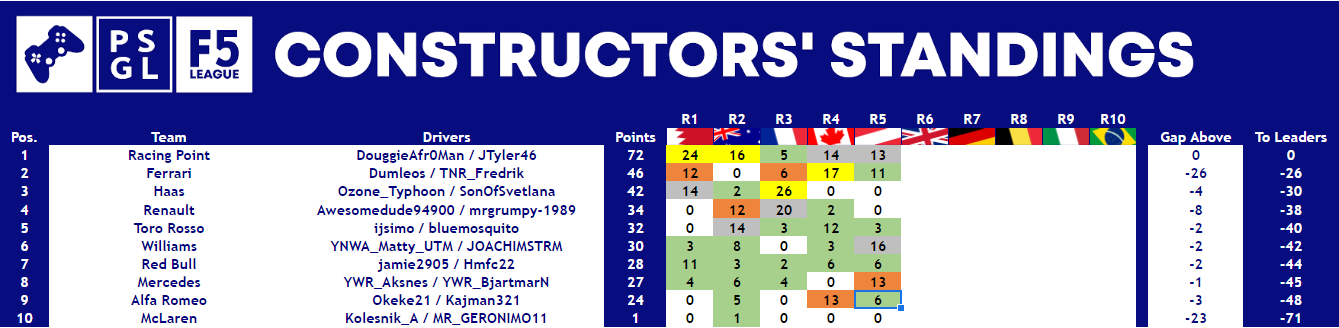 PS
GL
F5
LEAGUE
CONSTRUCTORS' STANDINGS
R1 R2 R3 R4 R5 R6 R7 R8 R9 R10
Pos. Team Drivers Points Gap Above To Leaders
1 Racing Point DouggieAfr0Man / JTyler46 72 24 16 5 14 13 0 0
2 Ferrari Dumleos / TNR_Fredrik 46 12 0 6 17 11 -26 -26
3 Haas Ozone_Typhoon / SonOfSvetlana 42 14 2 26 0 0 -4 -30
4 Renault Awesomedude94900 / mrgrumpy-1989 34 0 12 20 2 0 -8 -38
5 Toro Rosso ijsimo / bluemosquito 32 0 14 3 12 3 -2 -40
6 Williams YNWA_Matty_UTM / JOACHIMSTRM 30 3 8 0 3 16 -2 -42
7 Red Bull jamie2905 / Hmfc22 28 11 3 2 6 6 -2 -44
8 Mercedes YWR_Aksnes / YWR_BjartmarN 27 4 6 4 0 13 -1 -45
9 Alfa Romeo Okeke21 / Kajman321 24 0 5 0 13 6 -3 -48
10 McLaren Kolesnik_A / MR_GERONIMO11 1 0 1 0 0 0 -23 -71